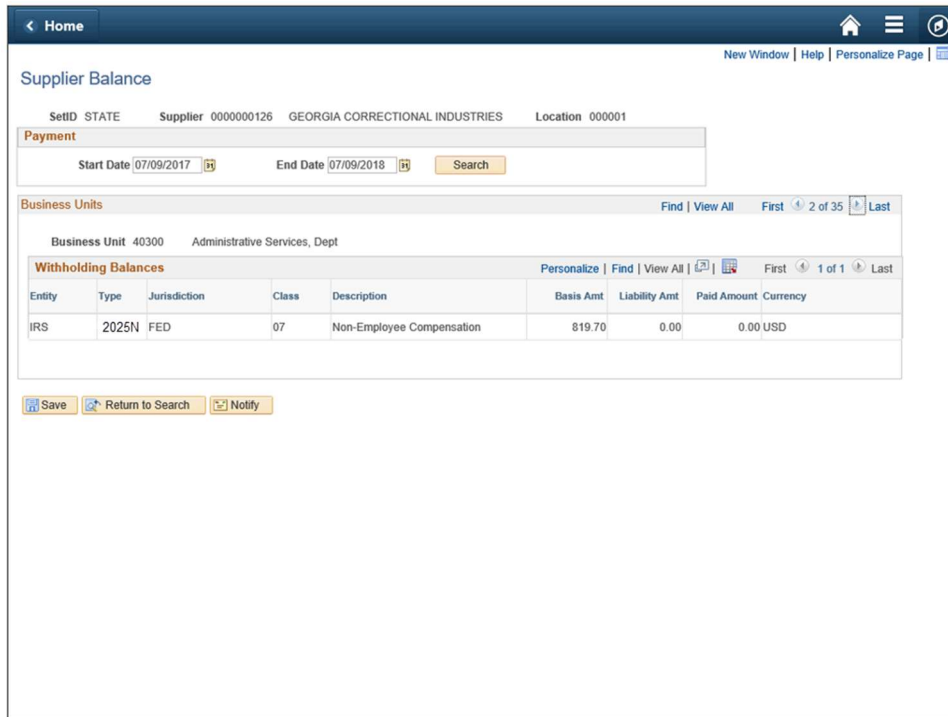 Home
New Window | Help | Personalize Page |
Supplier Balance
SetID STATE Supplier 0000000126 GEORGIA CORRECTIONAL INDUSTRIES Location 000001
Payment
Start Date 07/09/2017 End Date 07/09/2018 Search
Business Units Find | View All First 2 of 35 Last
Business Unit 40300 Administrative Services, Dept
Withholding Balances Personalize | Find | View All | | First 1 of 1 Last
Entity Type Jurisdiction Class Description Basis Amt Liability Amt Paid Amount Currency
IRS 2025N FED 07 Non-Employee Compensation 819.70 0.00 0.00 USD
Save Return to Search Notify